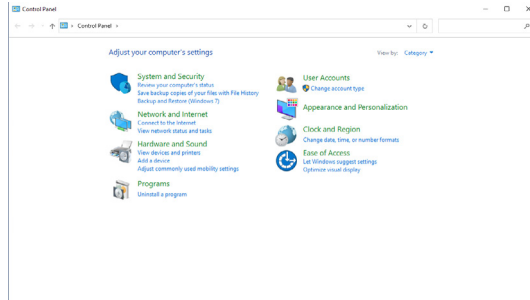 Control Panel
Control Panel
Adjust your computer's settings
View by: Category
System and Security
Review your computer's status
Save backup copies of your files with File History
Backup and Restore (Windows 7)
Network and Internet
Connect to the Internet
View network status and tasks
Hardware and Sound
View devices and printers
Add a device
Adjust commonly used mobility settings
Programs
Uninstall a program
User Accounts
Change account type
Appearance and Personalization
Clock and Region
Change date, time, or number formats
Ease of Access
Let Windows suggest settings
Optimize visual display